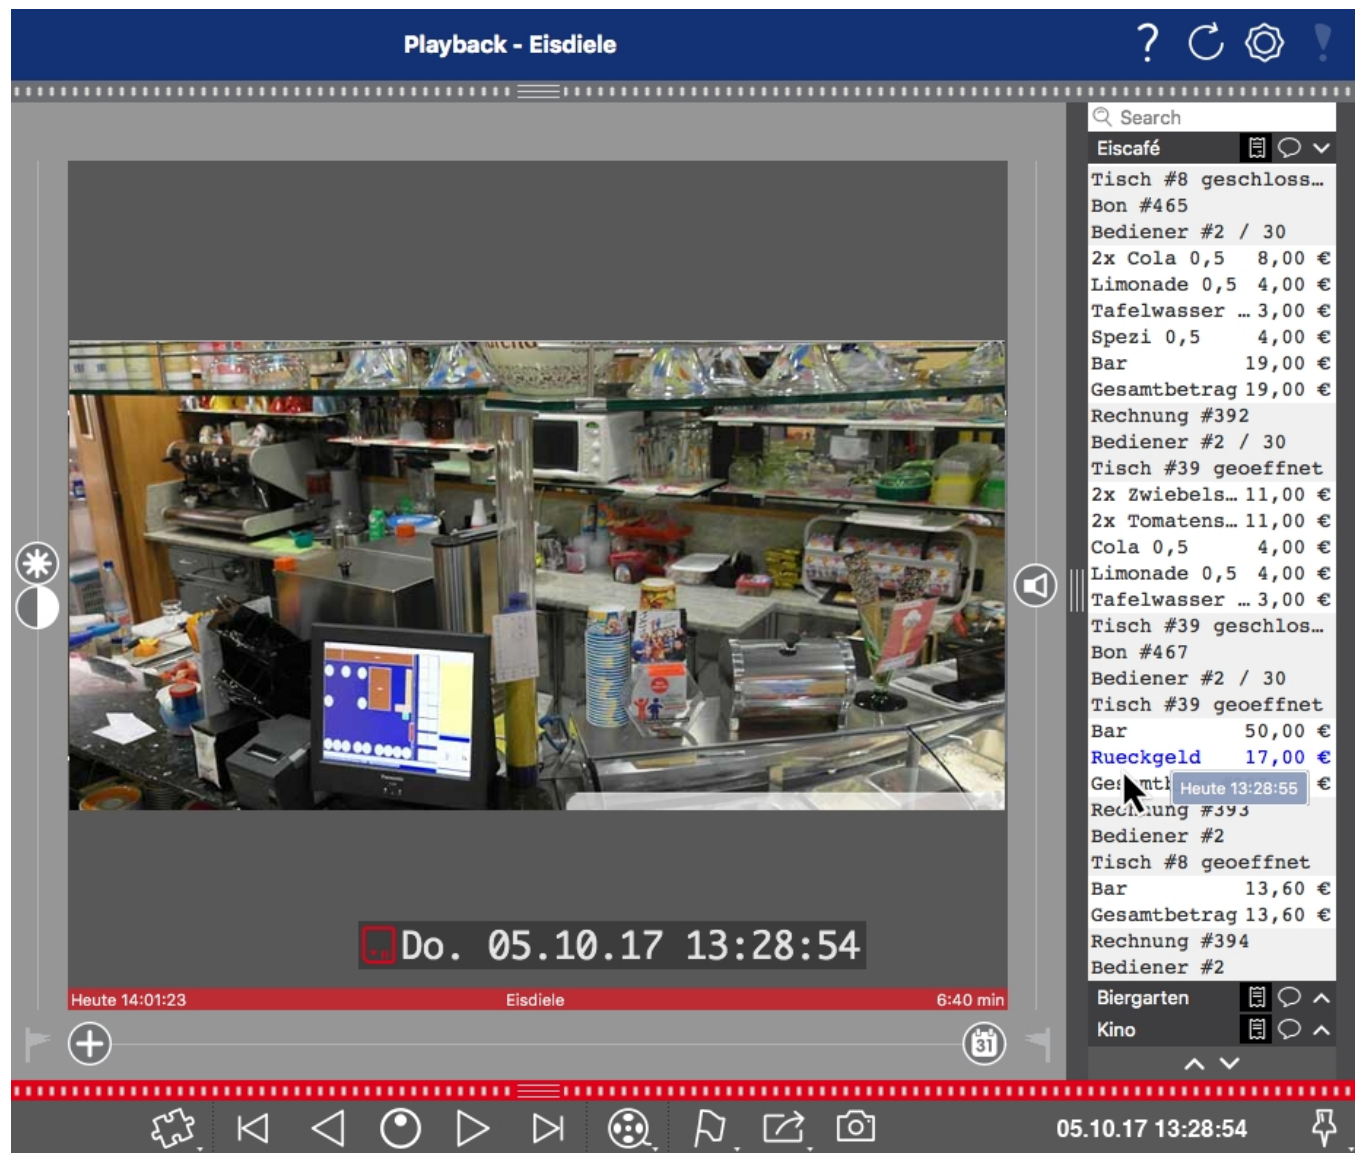 Playback - Eisdiele
Search
Eiscafé
Tisch #8 geschloss…
Bon #465
Bediener #2 / 30
2x Cola 0,5 8,00 €
Limonade 0,5 4,00 €
Tafelwasser … 3,00 €
Spezi 0,5 4,00 €
Bar 19,00 €
Gesamtbetrag 19,00 €
Rechnung #392
Bediener #2 / 30
Tisch #39 geoeffnet
2x Zwiebels… 11,00 €
2x Tomatens… 11,00 €
Cola 0,5 4,00 €
Limonade 0,5 4,00 €
Tafelwasser … 3,00 €
Tisch #39 geschlos…
Bon #467
Bediener #2 / 30
Tisch #39 geoeffnet
Bar 50,00 €
Rueckgeld 17,00 €
€
Heute 13:28:55
Rechnung #393
Bediener #2
Tisch #8 geoeffnet
Bar 13,60 €
Gesamtbetrag 13,60 €
Rechnung #394
Bediener #2
Biergarten
Kino
Do. 05.10.17 13:28:54
Heute 14:01:23 Eisdiele 6:40 min
31
05.10.17 13:28:54